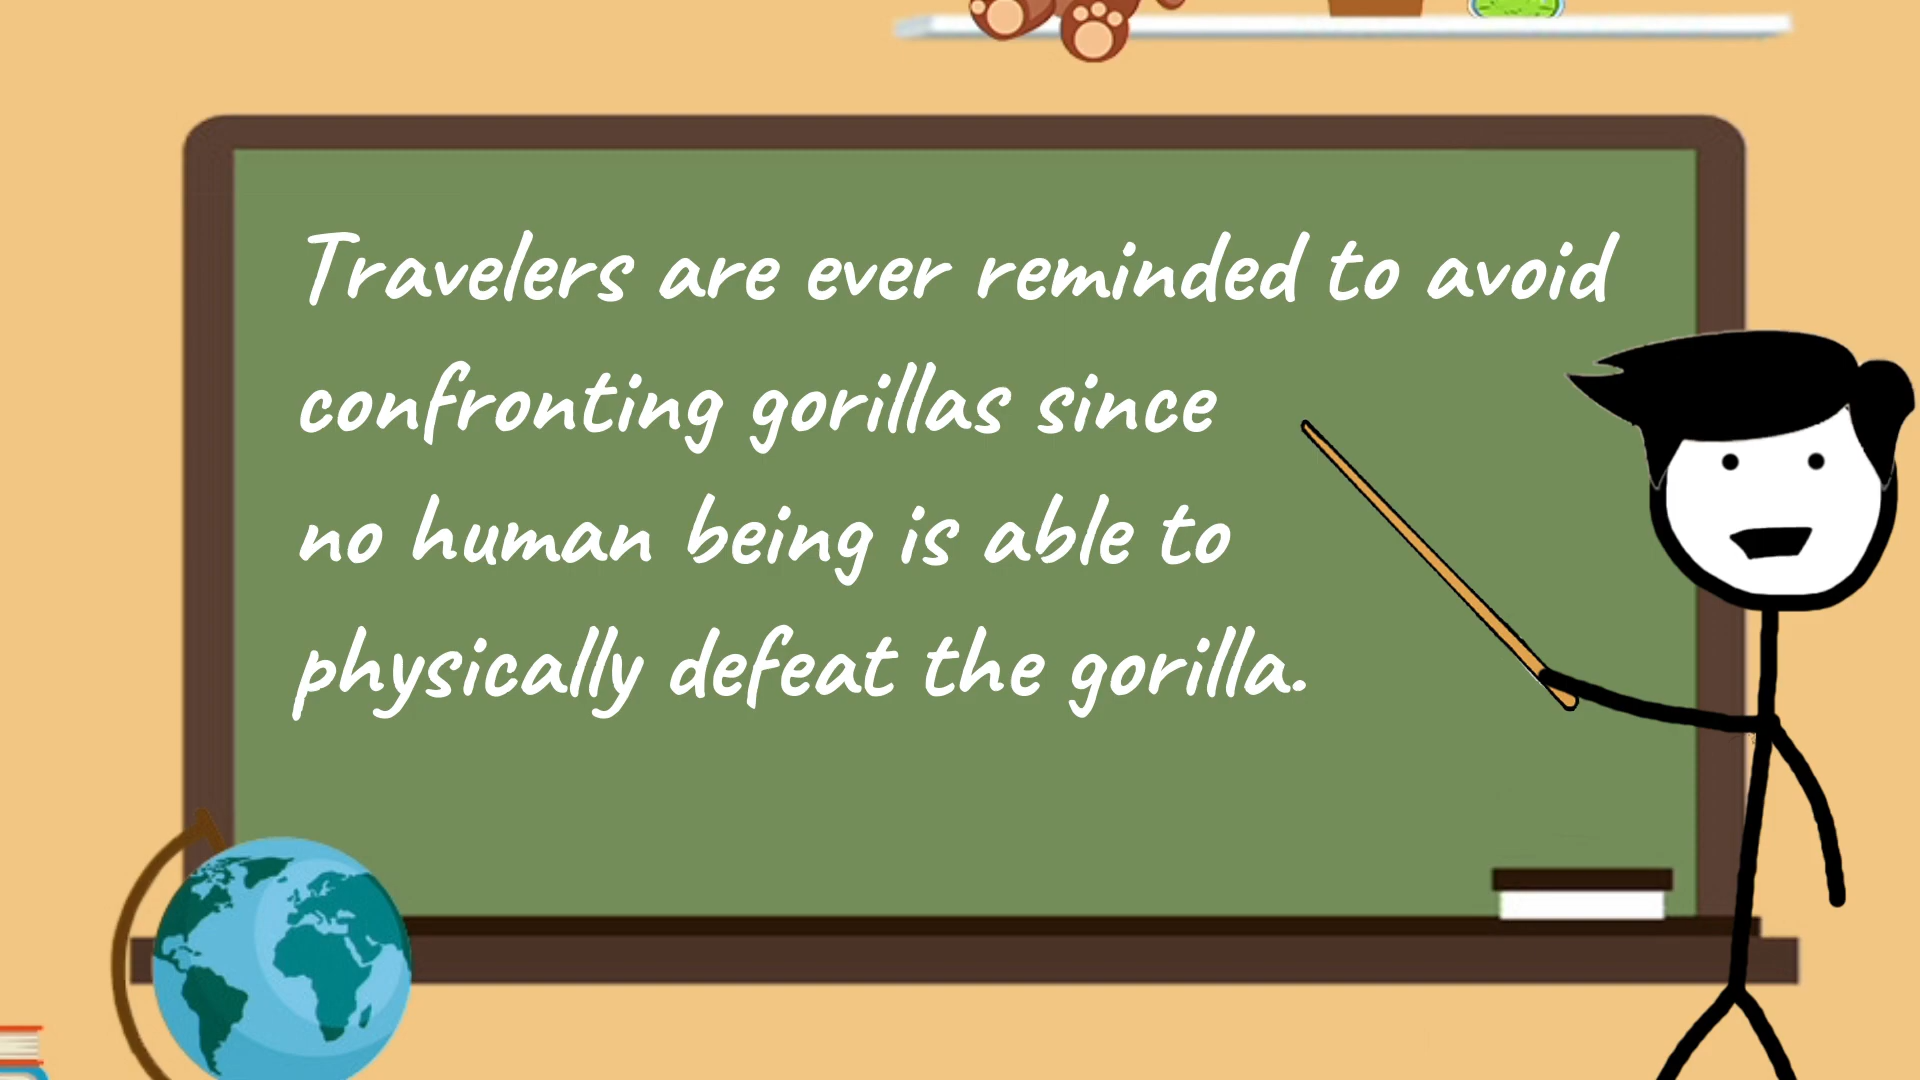 Travelers are ever reminded to avoid
confronting gorillas since
no human being is able to
physically defeat the gorilla.